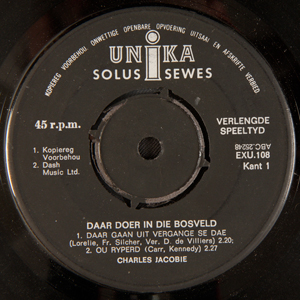 KOPIEREG VOORBEHOU ONWETTIGE OPENBARE OPVOERING UITSAAI EN AFSKRIFTE VERBIED.
UNiKA
SOLUS SEWES
45 r.p.m.
VERLENGDE
SPEELTYD
1. Kopiereg
Voorbehou
2. Dash
Music Ltd.
ABC.25248
EXU.108
Kant 1
DAAR DOER IN DIE BOSVELD
1. DAAR GAAN UIT VERGANGE SE DAE
(Lorelie, Fr. Silcher, Ver. D. de Villiers) 2.20;
2. OU RYPERD (Carr, Kennedy) 2.27
CHARLES JACOBIE